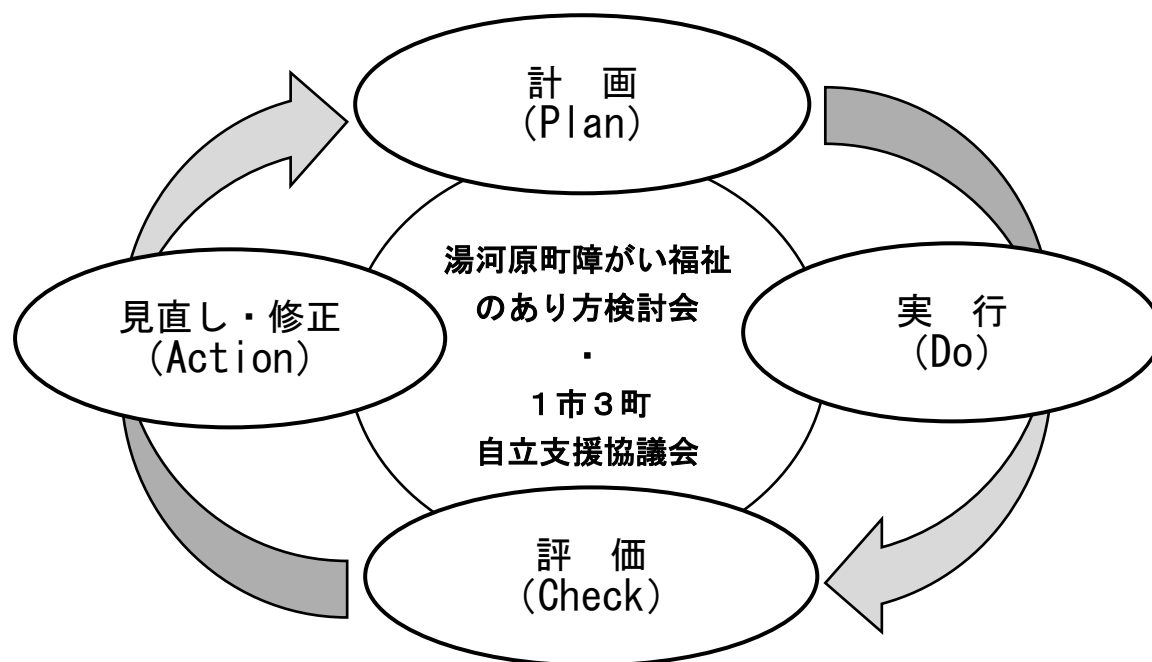 計　画
(Plan)
湯河原町障がい福祉
のあり方検討会
・
１市３町
自立支援協議会
見直し・修正
(Action)
実　行
(Do)
評　価
(Check)